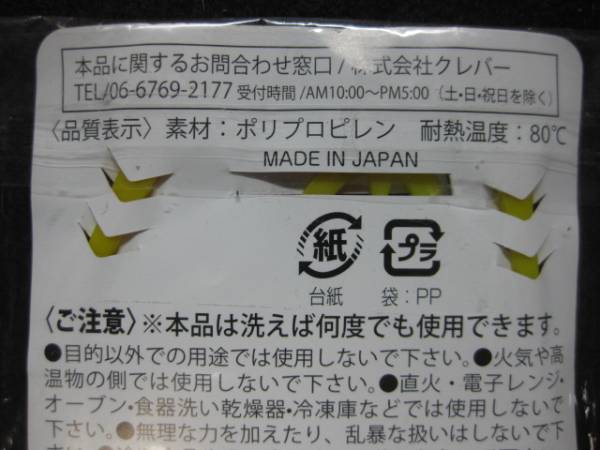 本品に関するお問合わせ窓口/株式会社クレバー
TEL/06-6769-2177 受付時間/AM10:00〜PM5:00（土・日・祝日を除く）
〈品質表示〉素材：ポリプロピレン 耐熱温度：80℃
MADE IN JAPAN
紙 プラ
台紙 袋：PP
〈ご注意〉※本品は洗えば何度でも使用できます。
●目的以外での用途では使用しないで下さい。●火気や高
温物の側では使用しないで下さい。●直火・電子レンジ・
オーブン・食器洗い乾燥器・冷凍庫などでは使用しない
で下さい。●無理な力を加えたり、乱暴な扱いはしないで下